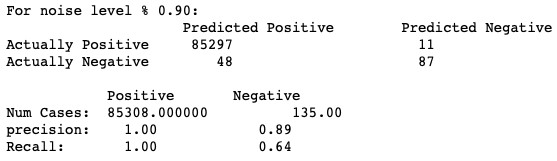 For noise level % 0.90:
Predicted Positive Predicted Negative
Actually Positive 85297 11
Actually Negative 48 87
Positive Negative
Num Cases: 85308.000000 135.00
precision: 1.00 0.89
Recall: 1.00 0.64